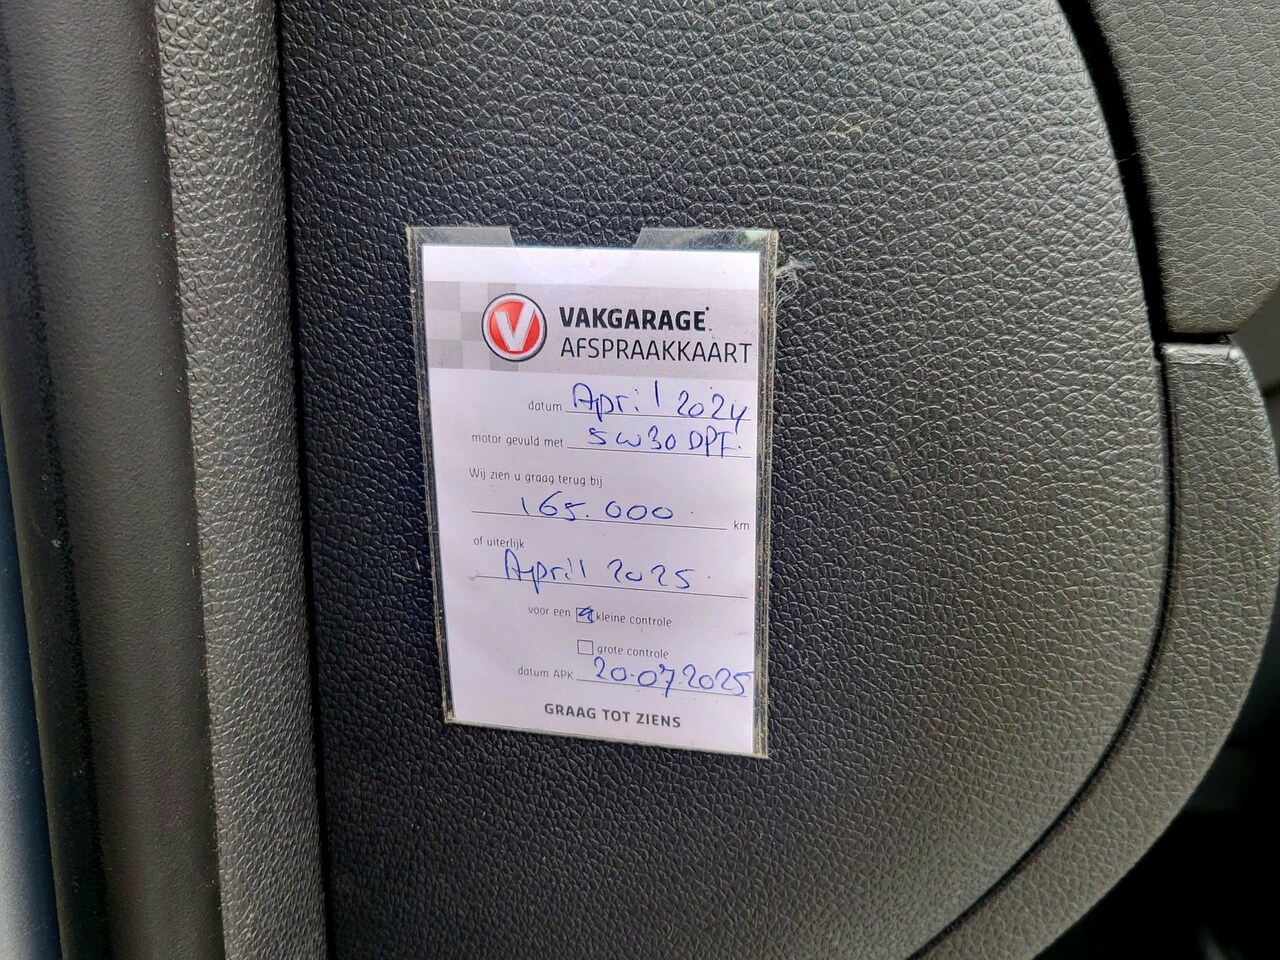 V VAKGARAGE
AFSPRAAKKAART
datum April 2024
motor gevuld met 5W30 DPF.
Wij zien u graag terug bij
165.000 km
of uiterlijk
April 2025
voor een kleine controle
grote controle
datum APK 20.07.2025
GRAAG TOT ZIENS